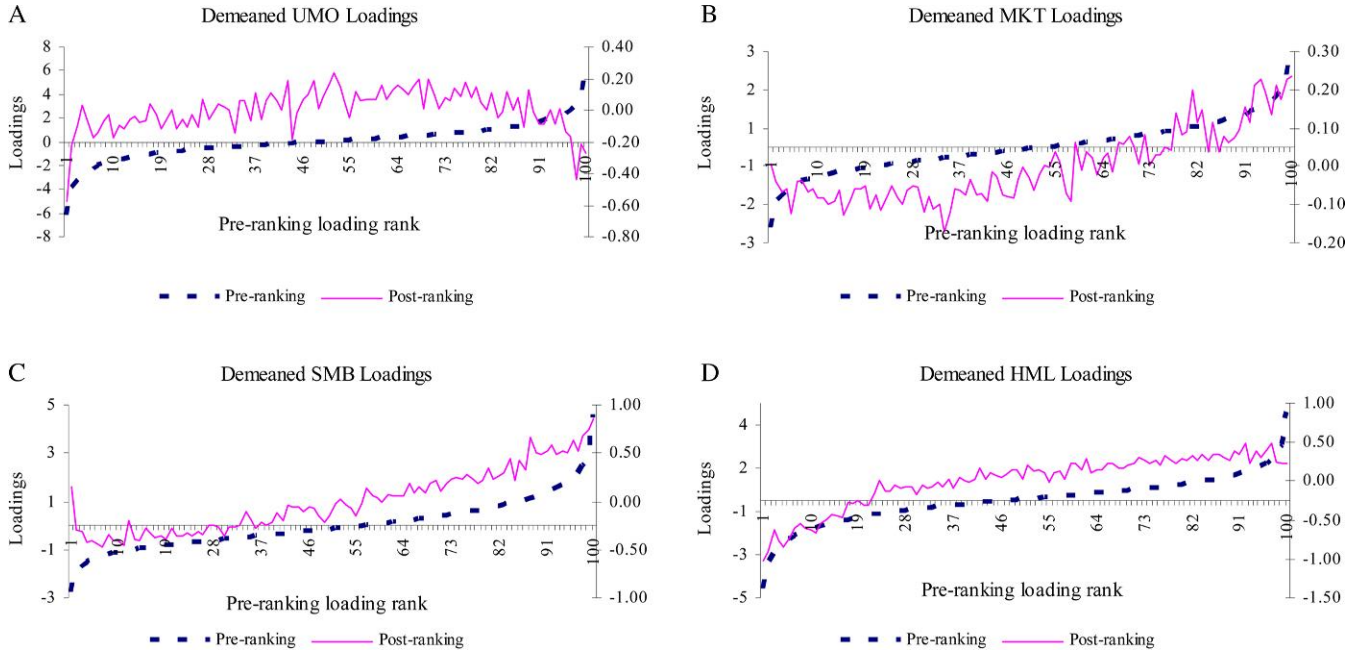 A
Demeaned UMO Loadings
8
6
4
2
0
-2
-4
-6
-8
0.40
0.20
0.00
-0.20
-0.40
-0.60
-0.80
Loadings
1 10 19 28 37 46 55 64 73 82 91 100
Pre-ranking loading rank
Pre-ranking Post-ranking
B
Demeaned MKT Loadings
3
2
1
-1
-2
-3
0.30
0.20
0.10
0.00
-0.10
-0.20
Loadings
1 10 19 28 37 46 55 64 73 82 91 100
Pre-ranking loading rank
Pre-ranking Post-ranking
C
Demeaned SMB Loadings
5
3
1
-1
-3
1.00
0.50
0.00
-0.50
-1.00
Loadings
1 10 19 28 37 46 55 64 73 82 91 100
Pre-ranking loading rank
Pre-ranking Post-ranking
D
Demeaned HML Loadings
4
2
-1
-3
-5
1.00
0.50
0.00
-0.50
-1.00
-1.50
Loadings
1 10 19 28 37 46 55 64 73 82 91 100
Pre-ranking loading rank
Pre-ranking Post-ranking